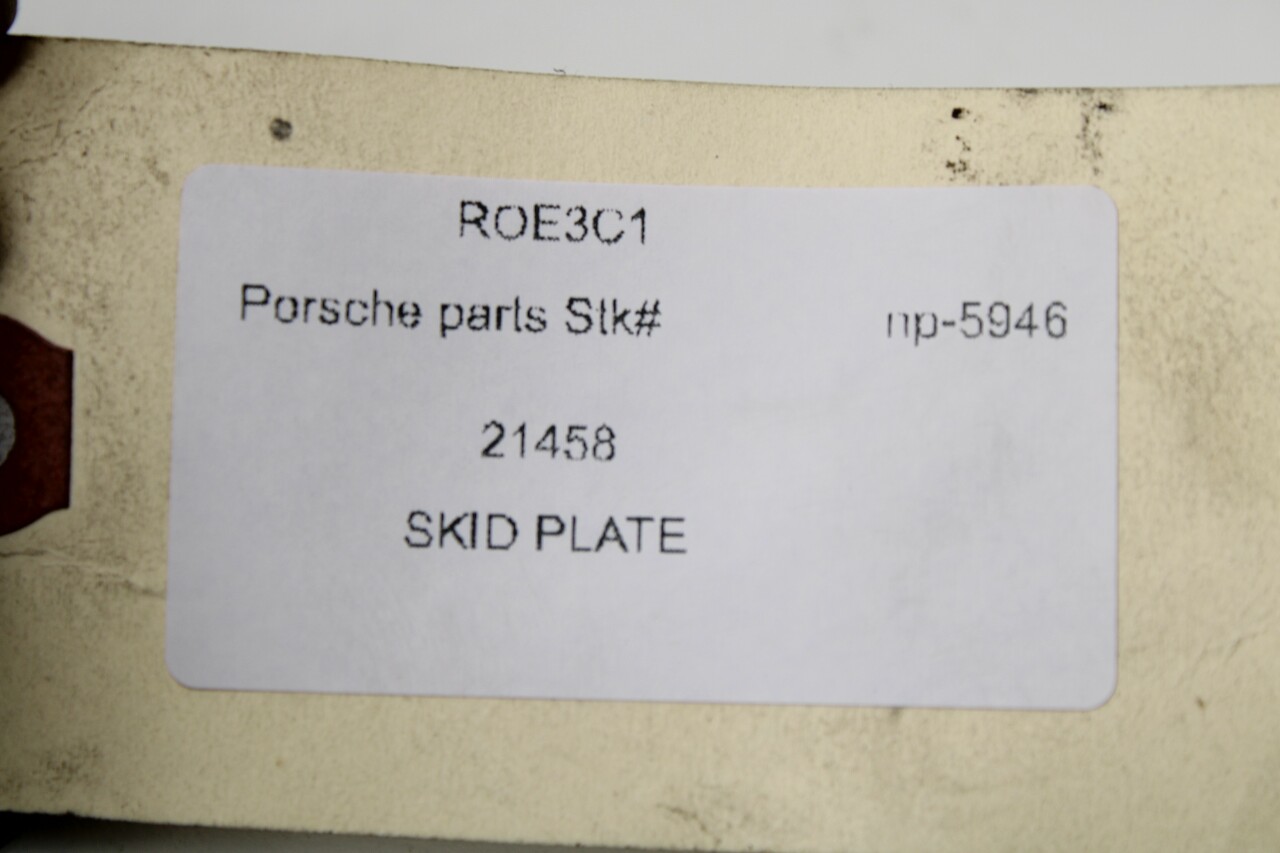 ROE3C1
Porsche parts Stk# np-5946
21458
SKID PLATE